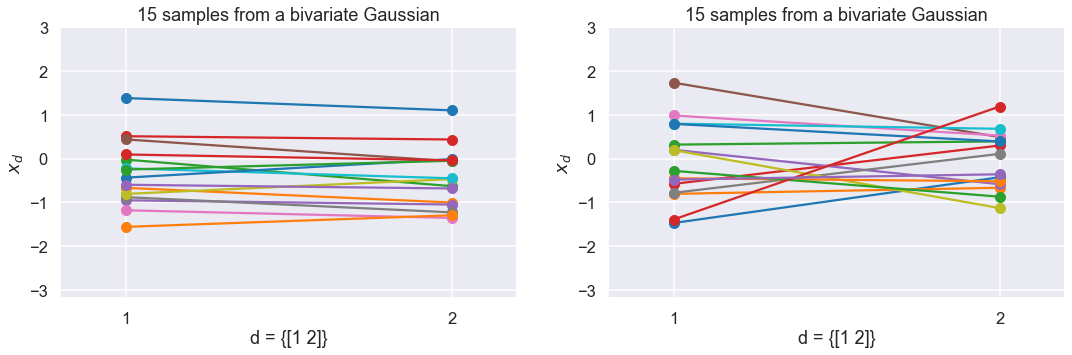 15 samples from a bivariate Gaussian
3
2
1
0
−1
−2
−3
x_d
1 2
d = {[1 2]}
15 samples from a bivariate Gaussian
3
2
1
0
−1
−2
−3
x_d
1 2
d = {[1 2]}